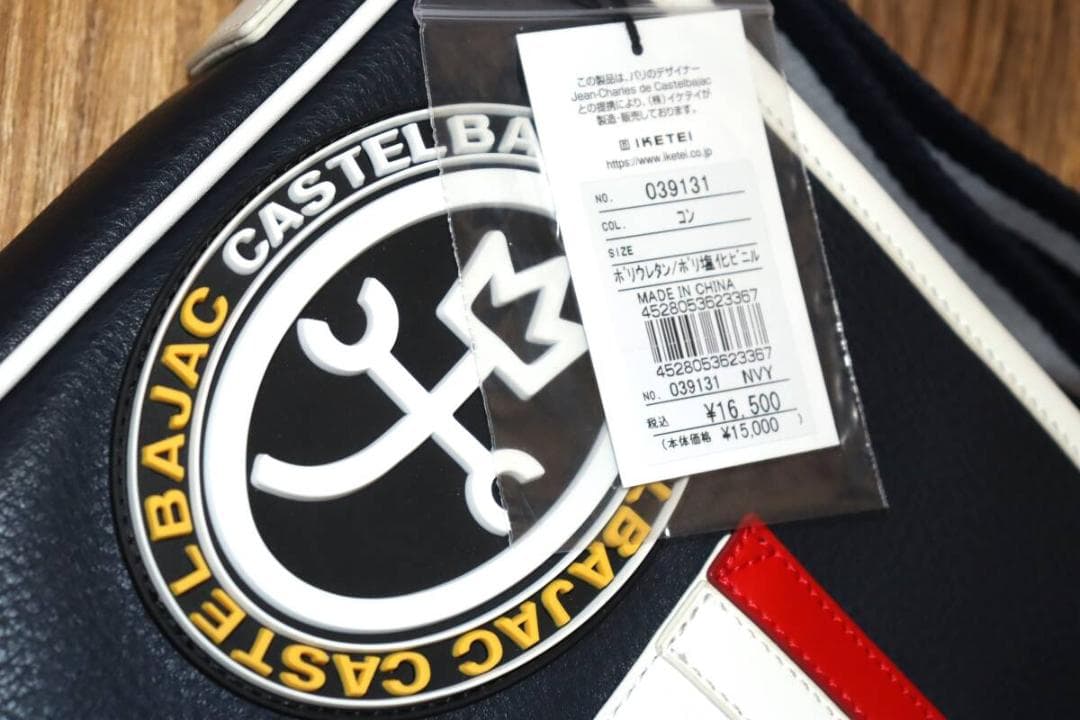 CASTELBA
CASTELBAJAC
LBAJAC CASTELBAJAC
この製品は、パリのデザイナー
Jean-Charles de Castelbajac
との提携により、(株)イケテイが
製造・販売しております。
IKETEI
https://www.iketei.co.jp
NO. 039131
COL. コン
SIZE
ポリウレタン/ポリ塩化ビニル
MADE IN CHINA
4528053623367
4528053623367
NO. 039131 NVY
税込 ¥16,500
(本体価格 ¥15,000 )